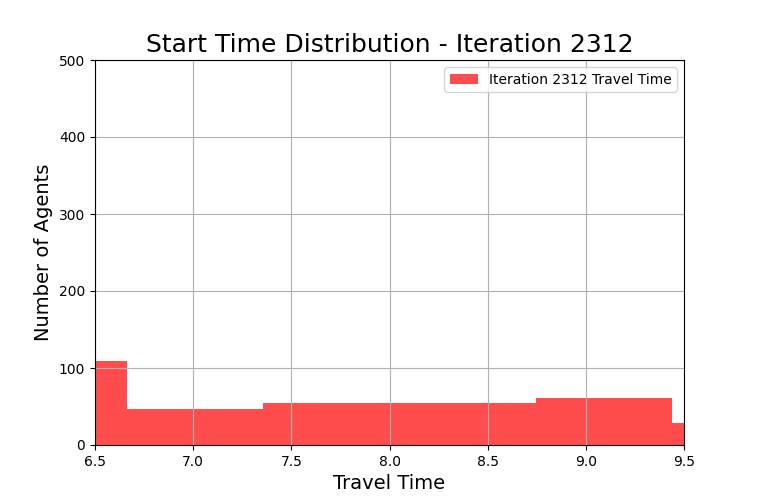 Start Time Distribution - Iteration 2312
Iteration 2312 Travel Time
500
400
300
200
100
0
Number of Agents
6.5 7.0 7.5 8.0 8.5 9.0 9.5
Travel Time